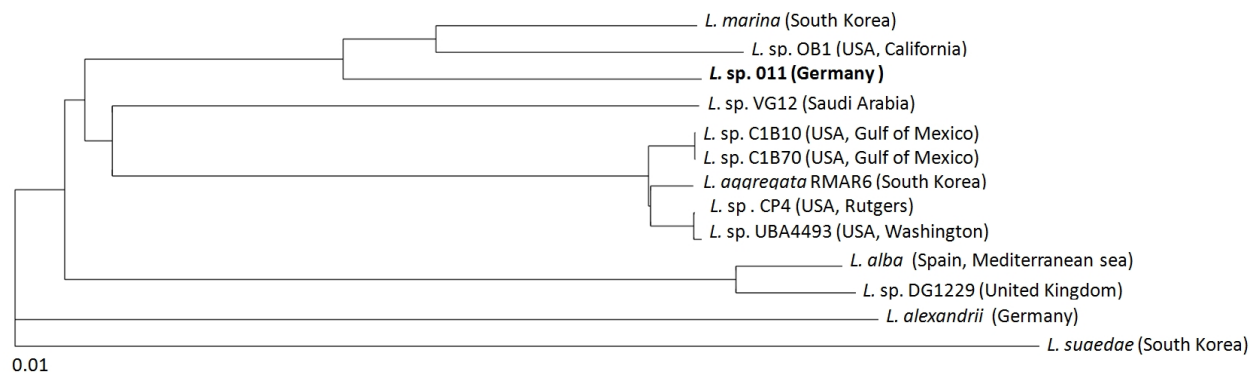 L. marina (South Korea)
L. sp. OB1 (USA, California)
L. sp. 011 (Germany )
L. sp. VG12 (Saudi Arabia)
L. sp. C1B10 (USA, Gulf of Mexico)
L. sp. C1B70 (USA, Gulf of Mexico)
L. aggregata RMAR6 (South Korea)
L. sp . CP4 (USA, Rutgers)
L. sp. UBA4493 (USA, Washington)
L. alba (Spain, Mediterranean sea)
L. sp. DG1229 (United Kingdom)
L. alexandrii (Germany)
L. suaedae (South Korea)
0.01